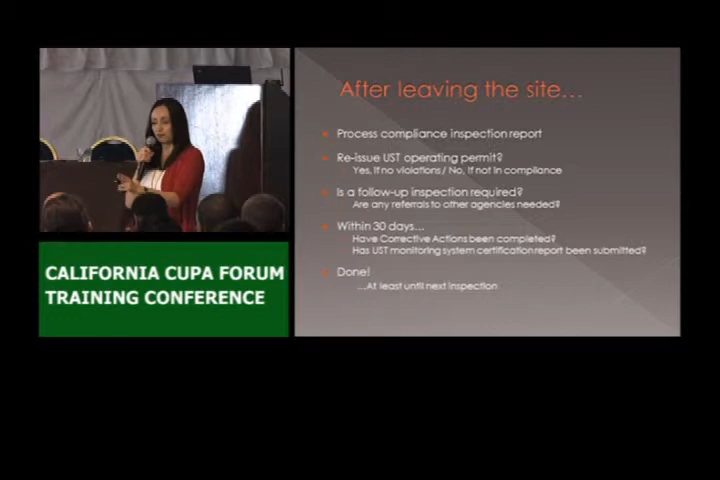 After leaving the site...
Process compliance inspection report
Re-issue UST operating permit?
Yes, if no violations / No, if not in compliance
Is a follow-up inspection required?
Are any referrals to other agencies needed?
Within 30 days...
Have Corrective Actions been completed?
Has UST monitoring system certification report been submitted?
Done!
...At least until next inspection
CALIFORNIA CUPA FORUM
TRAINING CONFERENCE